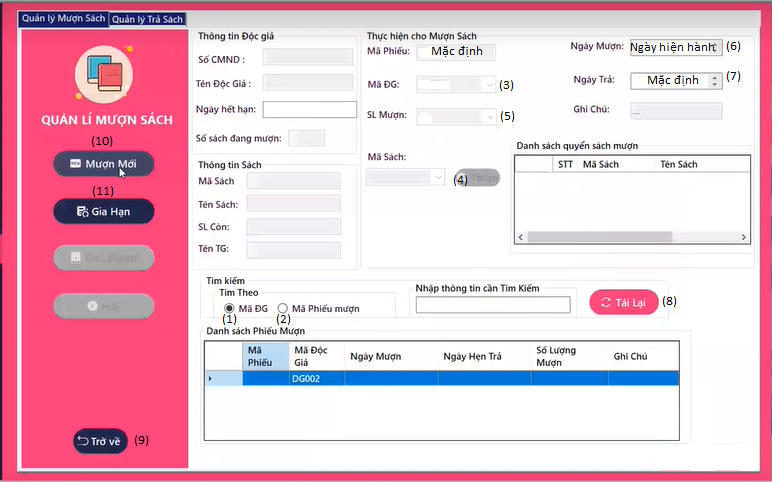 Quản lý Mượn Sách
Quản lý Trả Sách
QUẢN LÍ MƯỢN SÁCH
(10)
NEW Mượn Mới
(11)
Gia Hạn
Hủy
Trở về
(9)
Thông tin Độc giả
Số CMND :
Tên Độc Giả :
Ngày hết hạn:
Số sách đang mượn:
Thông tin Sách
Mã Sách
Tên Sách:
SL Còn:
Tên TG:
Thực hiện cho Mượn Sách
Mã Phiếu:
Mặc định
Mã ĐG:
(3)
SL Mượn:
(5)
Mã Sách:
(4)
Ngày Mượn:
Ngày hiện hành
(6)
Ngày Trả:
Mặc định
(7)
Ghi Chú:
...
Danh sách quyển sách mượn
STT Mã Sách Tên Sách
Tìm kiếm
Tìm Theo
Mã ĐG
Mã Phiếu mượn
(1)
(2)
Nhập thông tin cần Tìm Kiếm
Tải Lại
(8)
Danh sách Phiếu Mượn
Mã Phiếu
Mã Độc Giả
Ngày Mượn
Ngày Hẹn Trả
Số Lượng Mượn
Ghi Chú
DG002